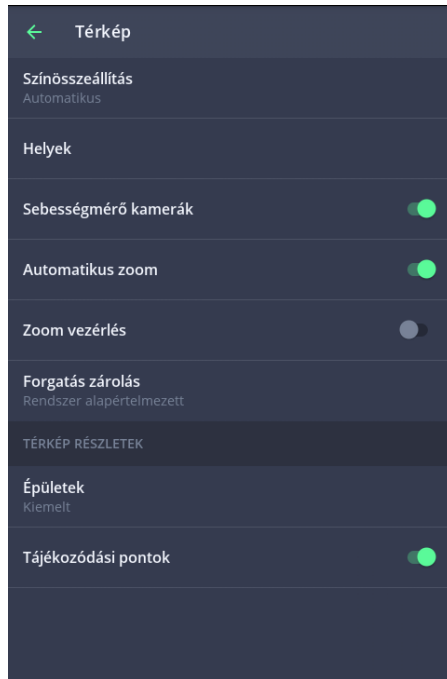 Térkép
Színösszeállítás
Automatikus
Helyek
Sebességmérő kamerák
Automatikus zoom
Zoom vezérlés
Forgatás zárolás
Rendszer alapértelmezett
TÉRKÉP RÉSZLETEK
Épületek
Kiemelt
Tájékozódási pontok